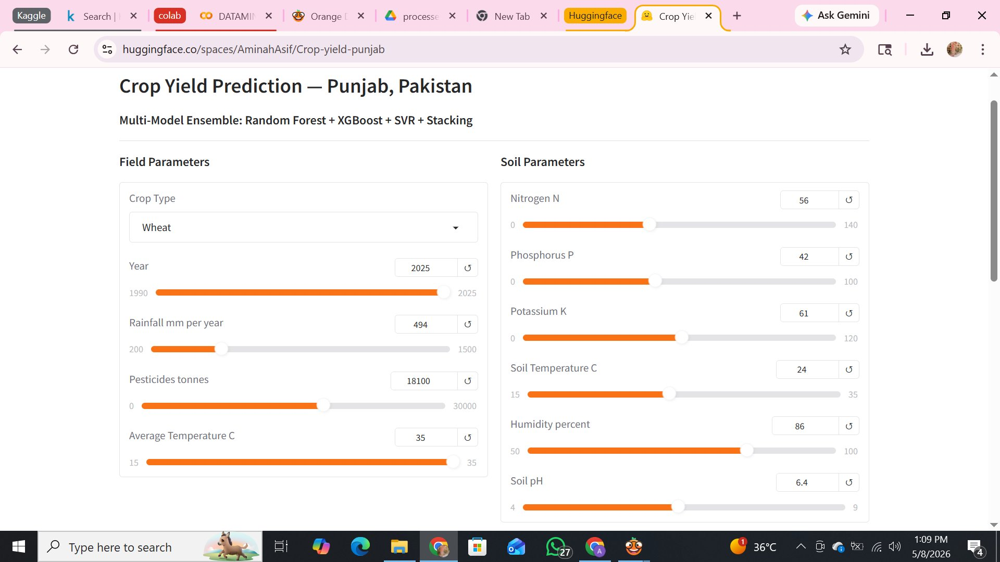 Kaggle
Search |
colab
DATAMIN
Orange
processe
New Tab
Huggingface
Crop Yie
Ask Gemini
huggingface.co/spaces/AminahAsif/Crop-yield-punjab
Crop Yield Prediction — Punjab, Pakistan
Multi-Model Ensemble: Random Forest + XGBoost + SVR + Stacking
Field Parameters
Crop Type
Wheat
Year
2025
1990
2025
Rainfall mm per year
494
200
1500
Pesticides tonnes
18100
0
30000
Average Temperature C
35
15
35
Soil Parameters
Nitrogen N
56
0
140
Phosphorus P
42
0
100
Potassium K
61
0
120
Soil Temperature C
24
15
35
Humidity percent
86
50
100
Soil pH
6.4
4
9
Type here to search
27
A
1
36°C
1:09 PM
5/8/2026
4